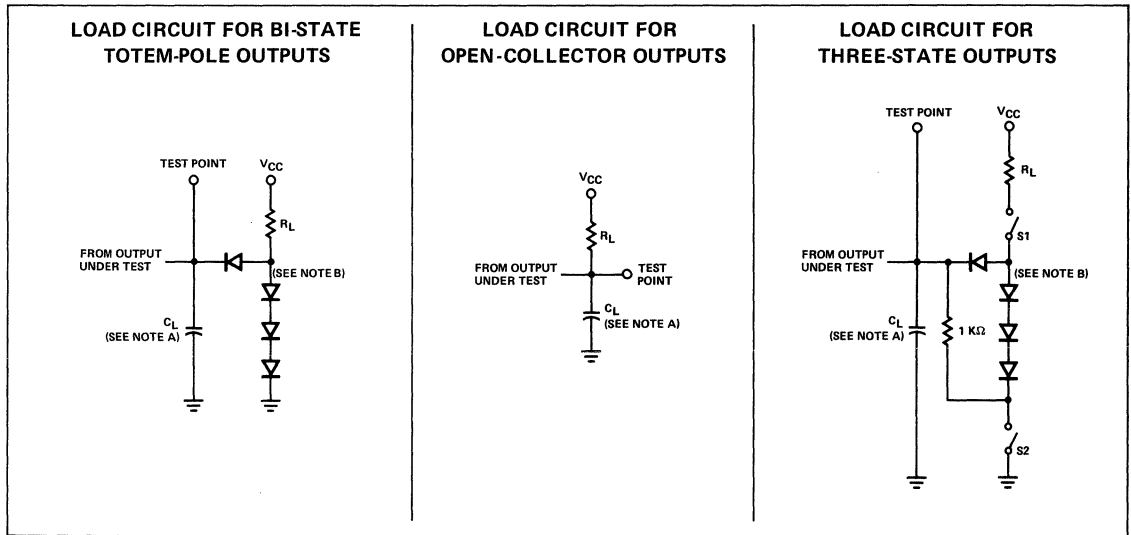 LOAD CIRCUIT FOR BI-STATE
TOTEM-POLE OUTPUTS
TEST POINT
VCC
RL
FROM OUTPUT
UNDER TEST
(SEE NOTE B)
CL
(SEE NOTE A)
LOAD CIRCUIT FOR
OPEN-COLLECTOR OUTPUTS
VCC
RL
FROM OUTPUT
UNDER TEST
TEST
POINT
CL
(SEE NOTE A)
LOAD CIRCUIT FOR
THREE-STATE OUTPUTS
TEST POINT
VCC
RL
S1
FROM OUTPUT
UNDER TEST
(SEE NOTE B)
CL
(SEE NOTE A)
1 KΩ
S2